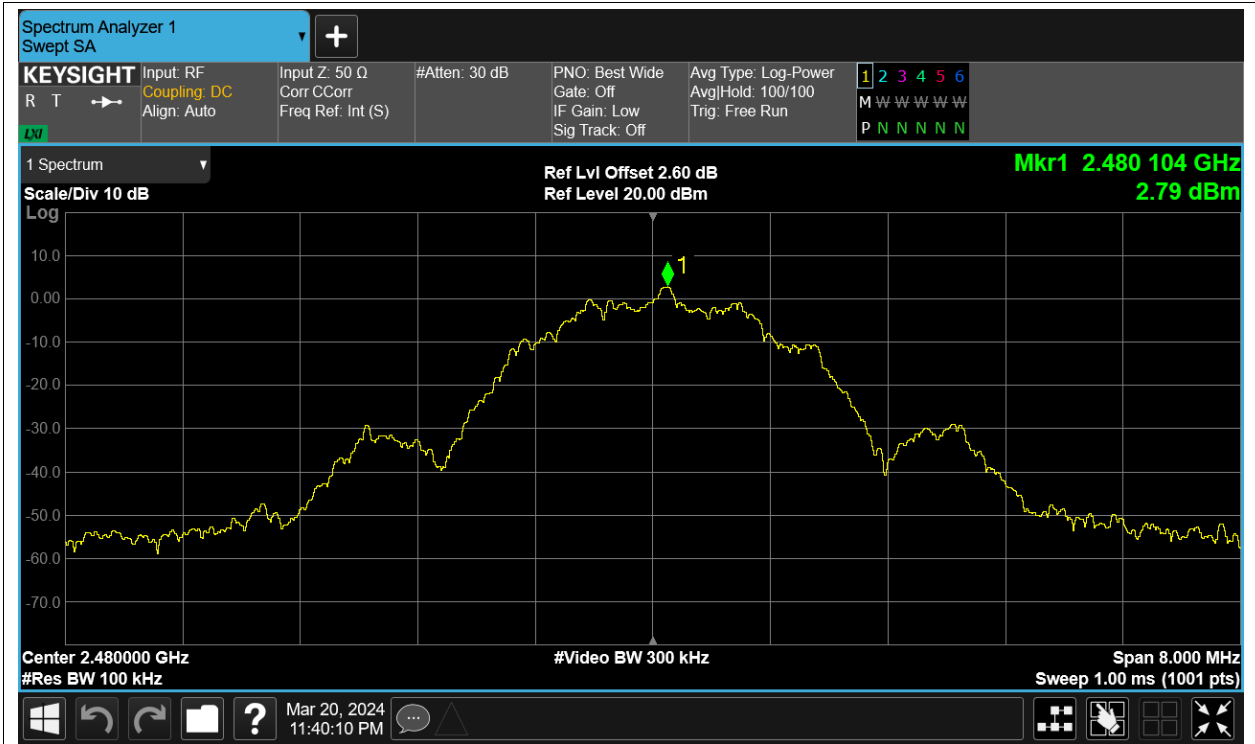 Spectrum Analyzer 1
Swept SA
KEYSIGHT
R T
LXI
Input: RF
Coupling: DC
Align: Auto
Input Z: 50 Ω
Corr CCorr
Freq Ref: Int (S)
#Atten: 30 dB
PNO: Best Wide
Gate: Off
IF Gain: Low
Sig Track: Off
Avg Type: Log-Power
Avg|Hold: 100/100
Trig: Free Run
1 2 3 4 5 6
M W W W W W
P N N N N N
1 Spectrum
Scale/Div 10 dB
Log
Ref Lvl Offset 2.60 dB
Ref Level 20.00 dBm
Mkr1 2.480 104 GHz
2.79 dBm
1
10.0
0.00
-10.0
-20.0
-30.0
-40.0
-50.0
-60.0
-70.0
Center 2.480000 GHz
#Res BW 100 kHz
#Video BW 300 kHz
Span 8.000 MHz
Sweep 1.00 ms (1001 pts)
?
Mar 20, 2024
11:40:10 PM